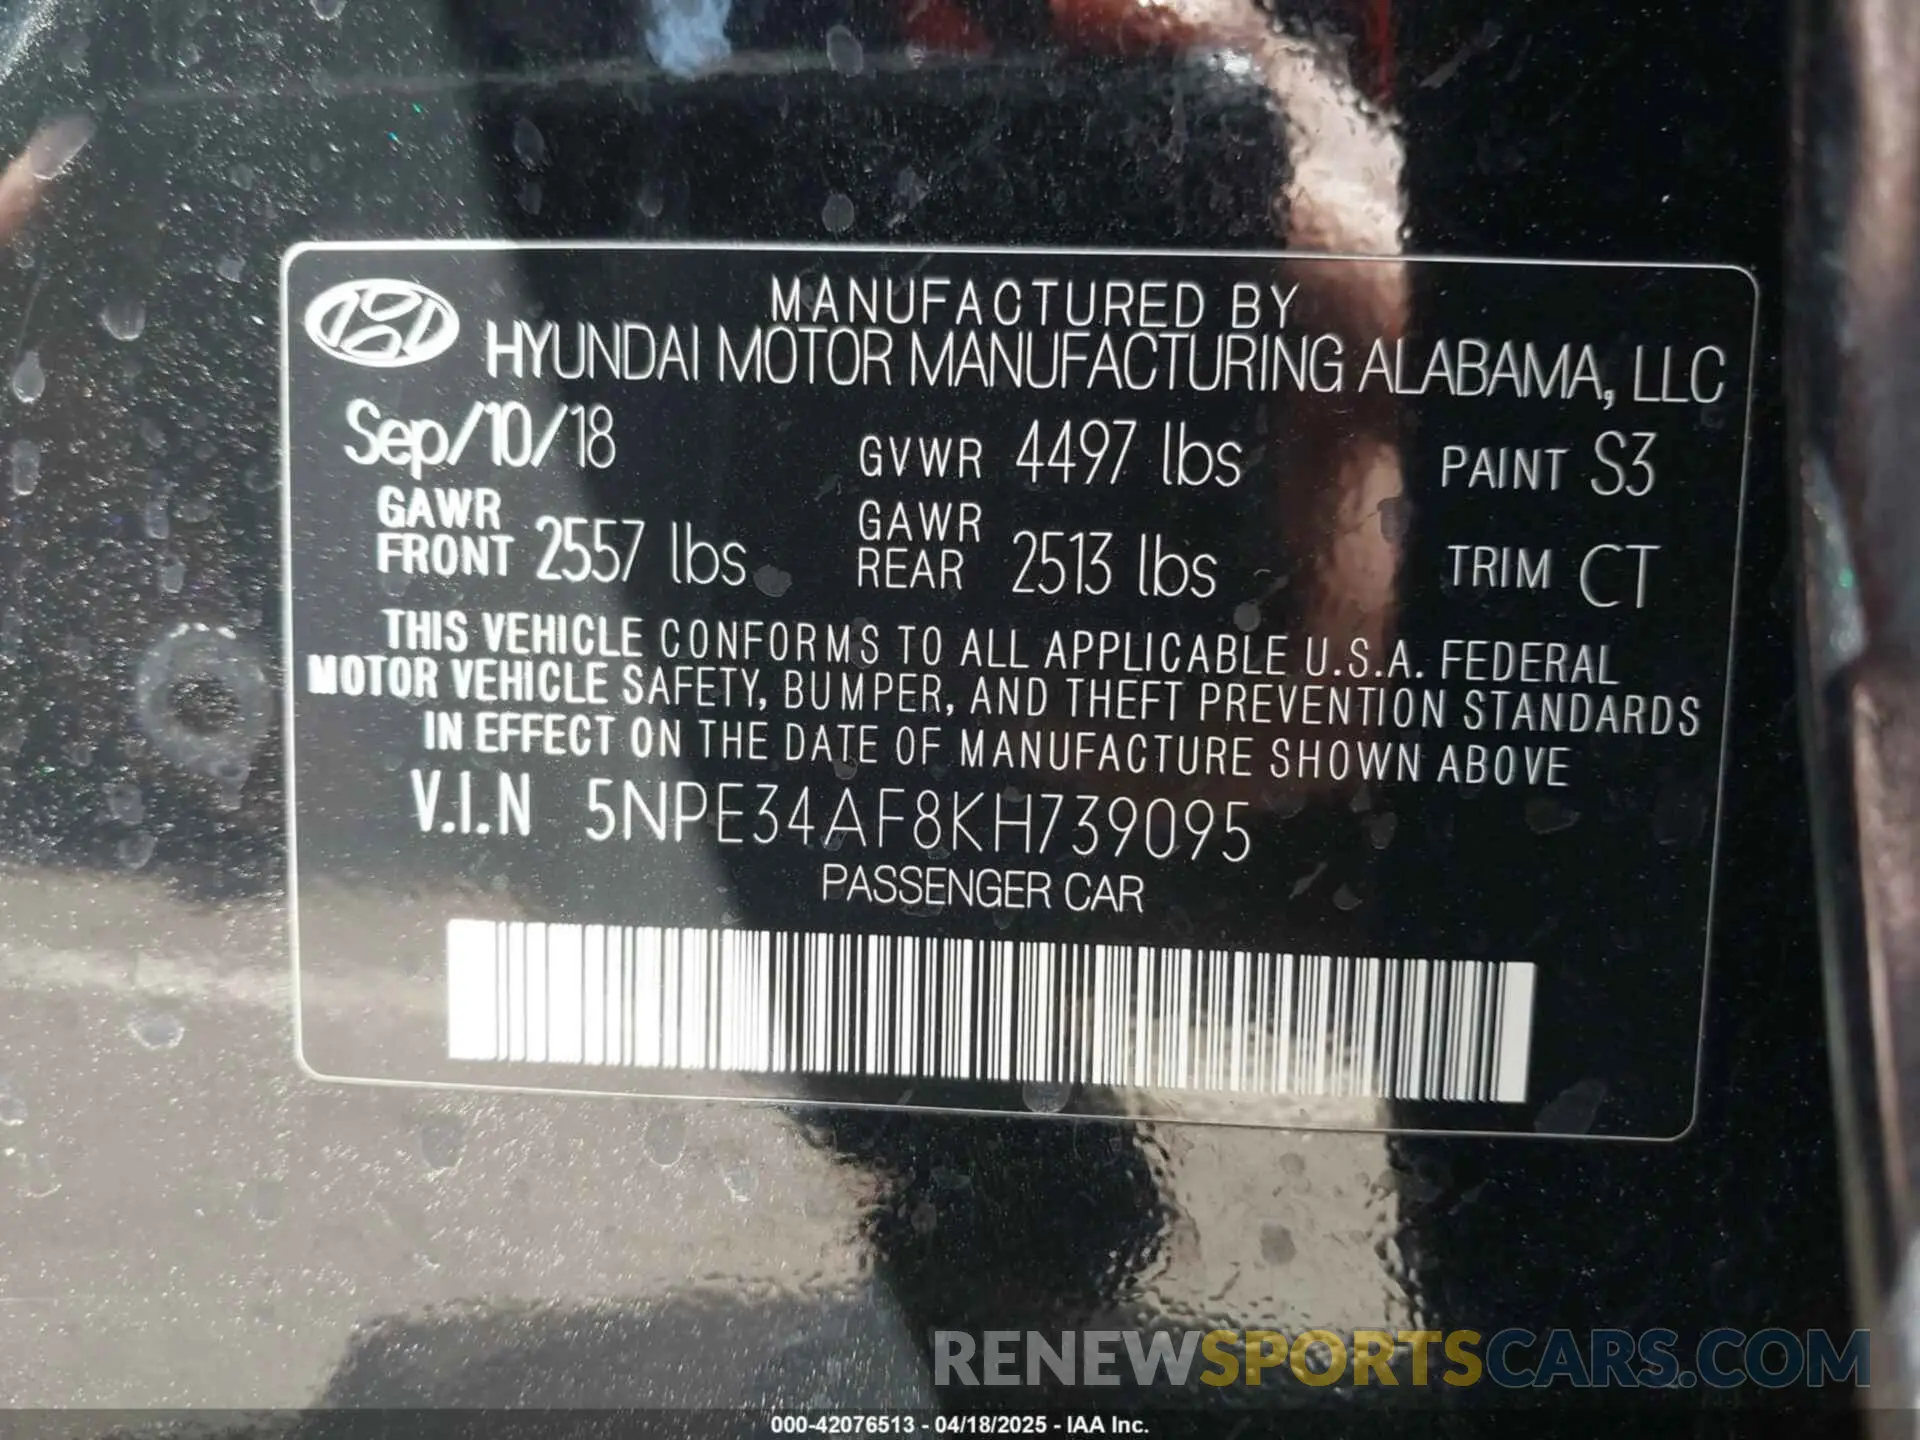 MANUFACTURED BY
HYUNDAI MOTOR MANUFACTURING ALABAMA, LLC
Sep/10/18 GVWR 4497 lbs PAINT S3
GAWR FRONT 2557 lbs GAWR REAR 2513 lbs TRIM CT
THIS VEHICLE CONFORMS TO ALL APPLICABLE U.S.A. FEDERAL
MOTOR VEHICLE SAFETY, BUMPER, AND THEFT PREVENTION STANDARDS
IN EFFECT ON THE DATE OF MANUFACTURE SHOWN ABOVE
V.I.N 5NPE34AF8KH739095
PASSENGER CAR
RENEWSPORTSCARS.COM
000-42076513 - 04/18/2025 - IAA Inc.